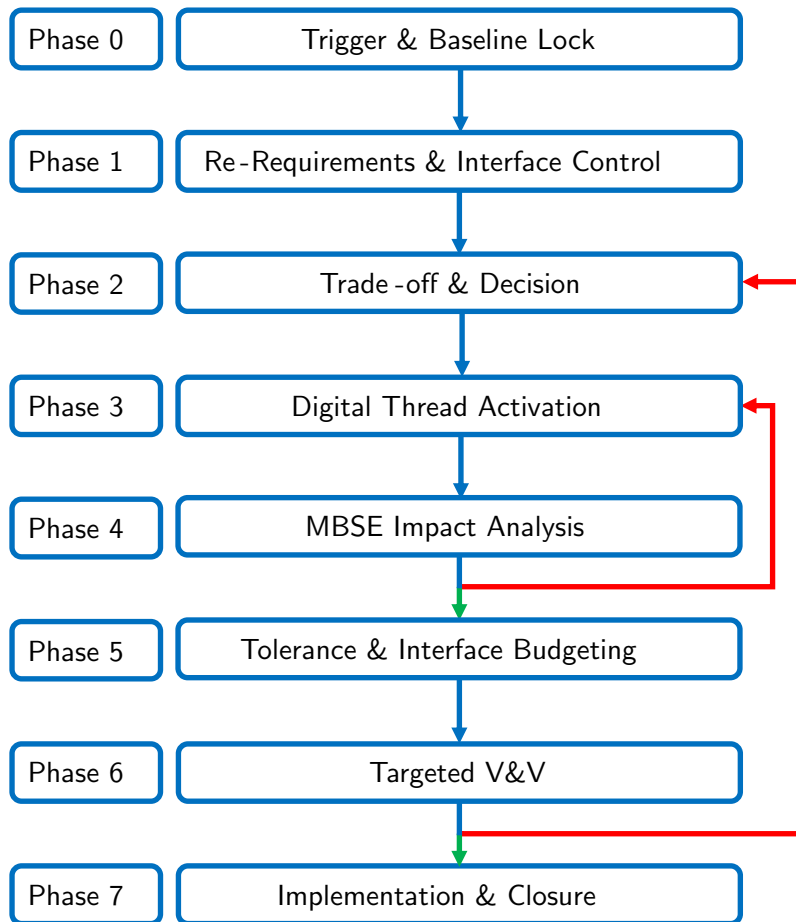 Phase 0
Trigger & Baseline Lock
Phase 1
Re-Requirements & Interface Control
Phase 2
Trade-off & Decision
Phase 3
Digital Thread Activation
Phase 4
MBSE Impact Analysis
Phase 5
Tolerance & Interface Budgeting
Phase 6
Targeted V&V
Phase 7
Implementation & Closure